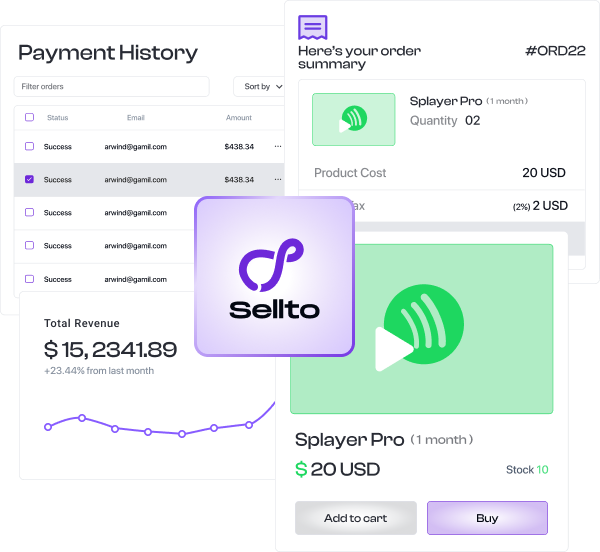 Payment History
Filter orders
Sort by
Status Email Amount
Success arwind@gamil.com $438.34 ...
Success arwind@gamil.com $438.34 ...
Success arwind@gamil.com
Success arwind@gamil.com
Success arwind@gamil.com
Here's your order
summary
#ORD22
Splayer Pro (1 month)
Quantity 02
Product Cost 20 USD
(2%) 2 USD
Sellto
Total Revenue
$ 15, 2341.89
+23.44% from last month
Splayer Pro (1 month)
$ 20 USD
Stock 10
Add to cart
Buy